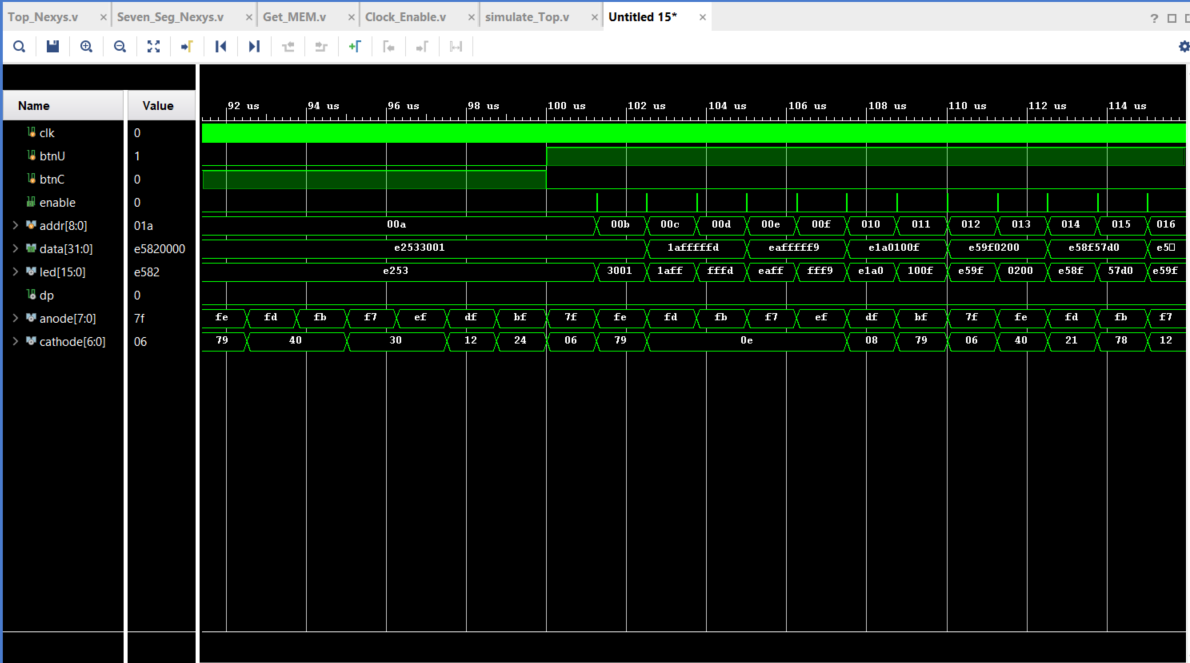 Top_Nexys.v × Seven_Seg_Nexys.v × Get_MEM.v × Clock_Enable.v × simulate_Top.v × Untitled 15* × ?
Name Value 92 us 94 us 96 us 98 us 100 us 102 us 104 us 106 us 108 us 110 us 112 us 114 us
clk 0
btnU 1
btnC 0
enable 0
addr[8:0] 01a 00a 00b 00c 00d 00e 00f 010 011 012 013 014 015 016
data[31:0] e5820000 e2533001 1afffffd eafffff9 e1a0100f e59f0200 e58f57d0 e5
led[15:0] e582 e253 3001 1aff fffd eaff fff9 e1a0 100f e59f 0200 e58f 57d0 e59f
dp 0
anode[7:0] 7f fe fd fb f7 ef df bf 7f fe fd fb f7 ef df bf 7f fe fd fb f7
cathode[6:0] 06 79 40 30 12 24 06 79 0e 08 79 06 40 21 78 12